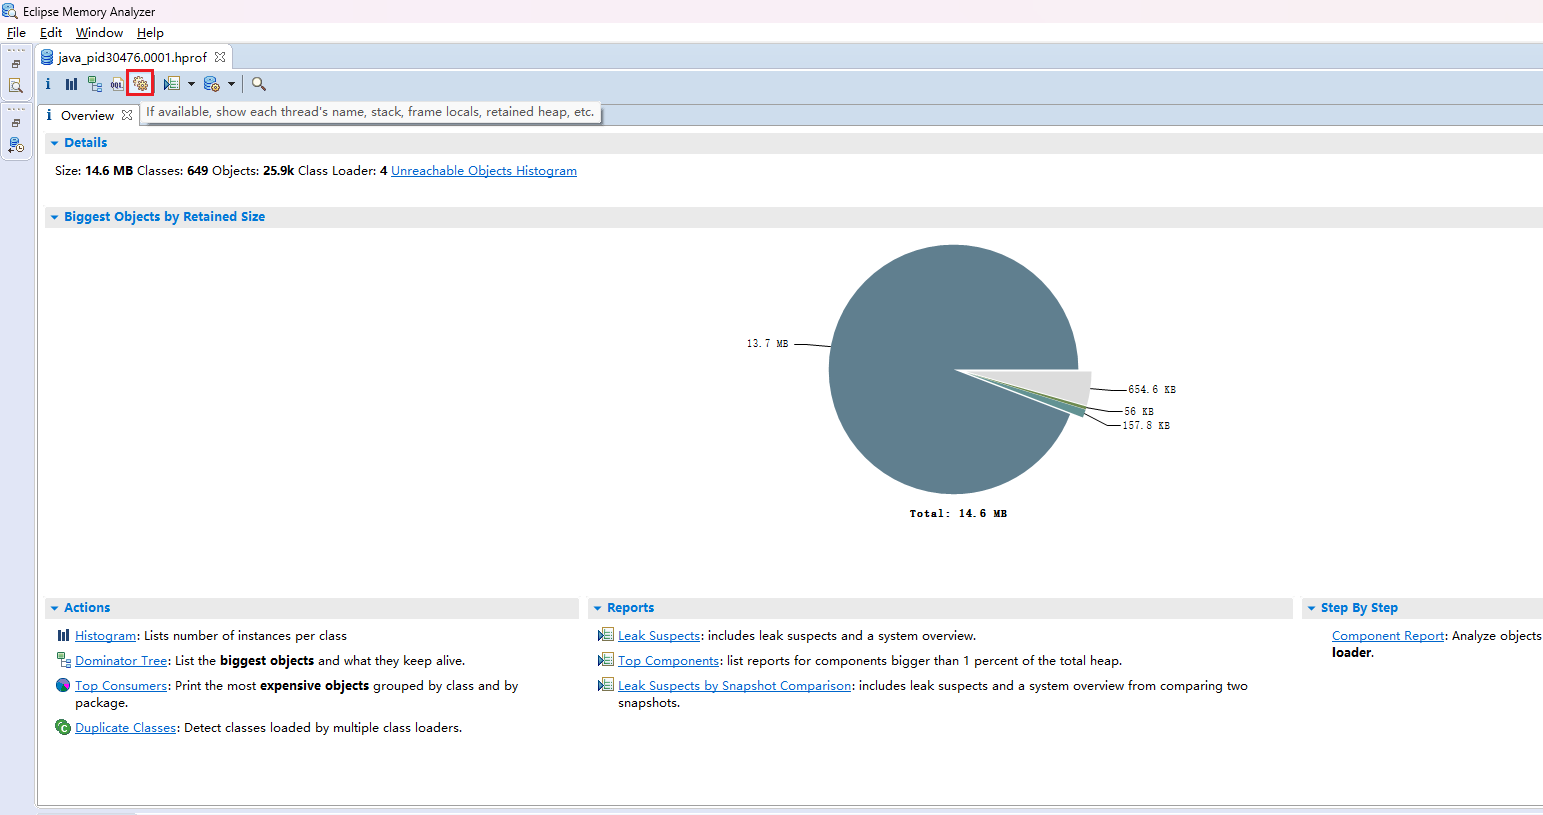 Eclipse Memory Analyzer
File Edit Window Help
java_pid30476.0001.hprof
OQL
i Overview
If available, show each thread's name, stack, frame locals, retained heap, etc.
Details
Size: 14.6 MB Classes: 649 Objects: 25.9k Class Loader: 4 Unreachable Objects Histogram
Biggest Objects by Retained Size
13.7 MB
654.6 KB
56 KB
157.8 KB
Total: 14.6 MB
Actions
Histogram: Lists number of instances per class
Dominator Tree: List the biggest objects and what they keep alive.
Top Consumers: Print the most expensive objects grouped by class and by
package.
Duplicate Classes: Detect classes loaded by multiple class loaders.
Reports
Leak Suspects: includes leak suspects and a system overview.
Top Components: list reports for components bigger than 1 percent of the total heap.
Leak Suspects by Snapshot Comparison: includes leak suspects and a system overview from comparing two
snapshots.
Step By Step
Component Report: Analyze objects
loader.